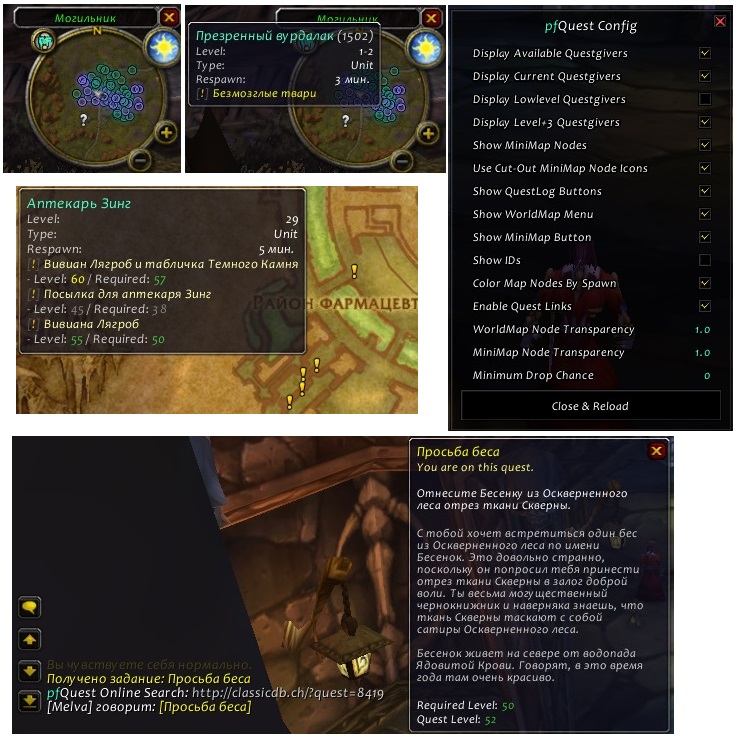 Могильник
N
?
Могильник
Презренный вурдалак (1502)
Level: 1-2
Type: Unit
Respawn: 3 мин.
! Безмозглые твари
?
pfQuest Config
Display Available Questgivers
Display Current Questgivers
Display Lowlevel Questgivers
Display Level+3 Questgivers
Show MiniMap Nodes
Use Cut-Out MiniMap Node Icons
Show QuestLog Buttons
Show WorldMap Menu
Show MiniMap Button
Show IDs
Color Map Nodes By Spawn
Enable Quest Links
WorldMap Node Transparency 1.0
MiniMap Node Transparency 1.0
Minimum Drop Chance 0
Close & Reload
Аптекарь Зинг
Level: 29
Type: Unit
Respawn: 5 мин.
! Вивиан Лягроб и табличка Темного Камня
- Level: 60 / Required: 57
! Посылка для аптекаря Зинг
- Level: 45 / Required: 38
! Вивиана Лягроб
- Level: 55 / Required: 50
Район Фармацевт
Просьба беса
You are on this quest.
Отнесите Бесенку из Оскверненного
леса отрез ткани Скверны.
С тобой хочет встретиться один бес
из Оскверненного леса по имени
Бесенок. Это довольно странно,
поскольку он попросил тебя принести
отрез ткани Скверны в залог доброй
воли. Ты весьма могущественный
чернокнижник и наверняка знаешь, что
ткань Скверны таскают с собой
сатиры Оскверненного леса.
Бесенок живет на севере от водопада
Ядовитой Крови. Говорят, в это время
года там очень красиво.
Required Level: 50
Quest Level: 52
Вы чувствуете себя нормально.
Получено задание: Просьба беса
pfQuest Online Search: http://classicdb.ch/?quest=8419
[Melva] говорит: [Просьба беса]